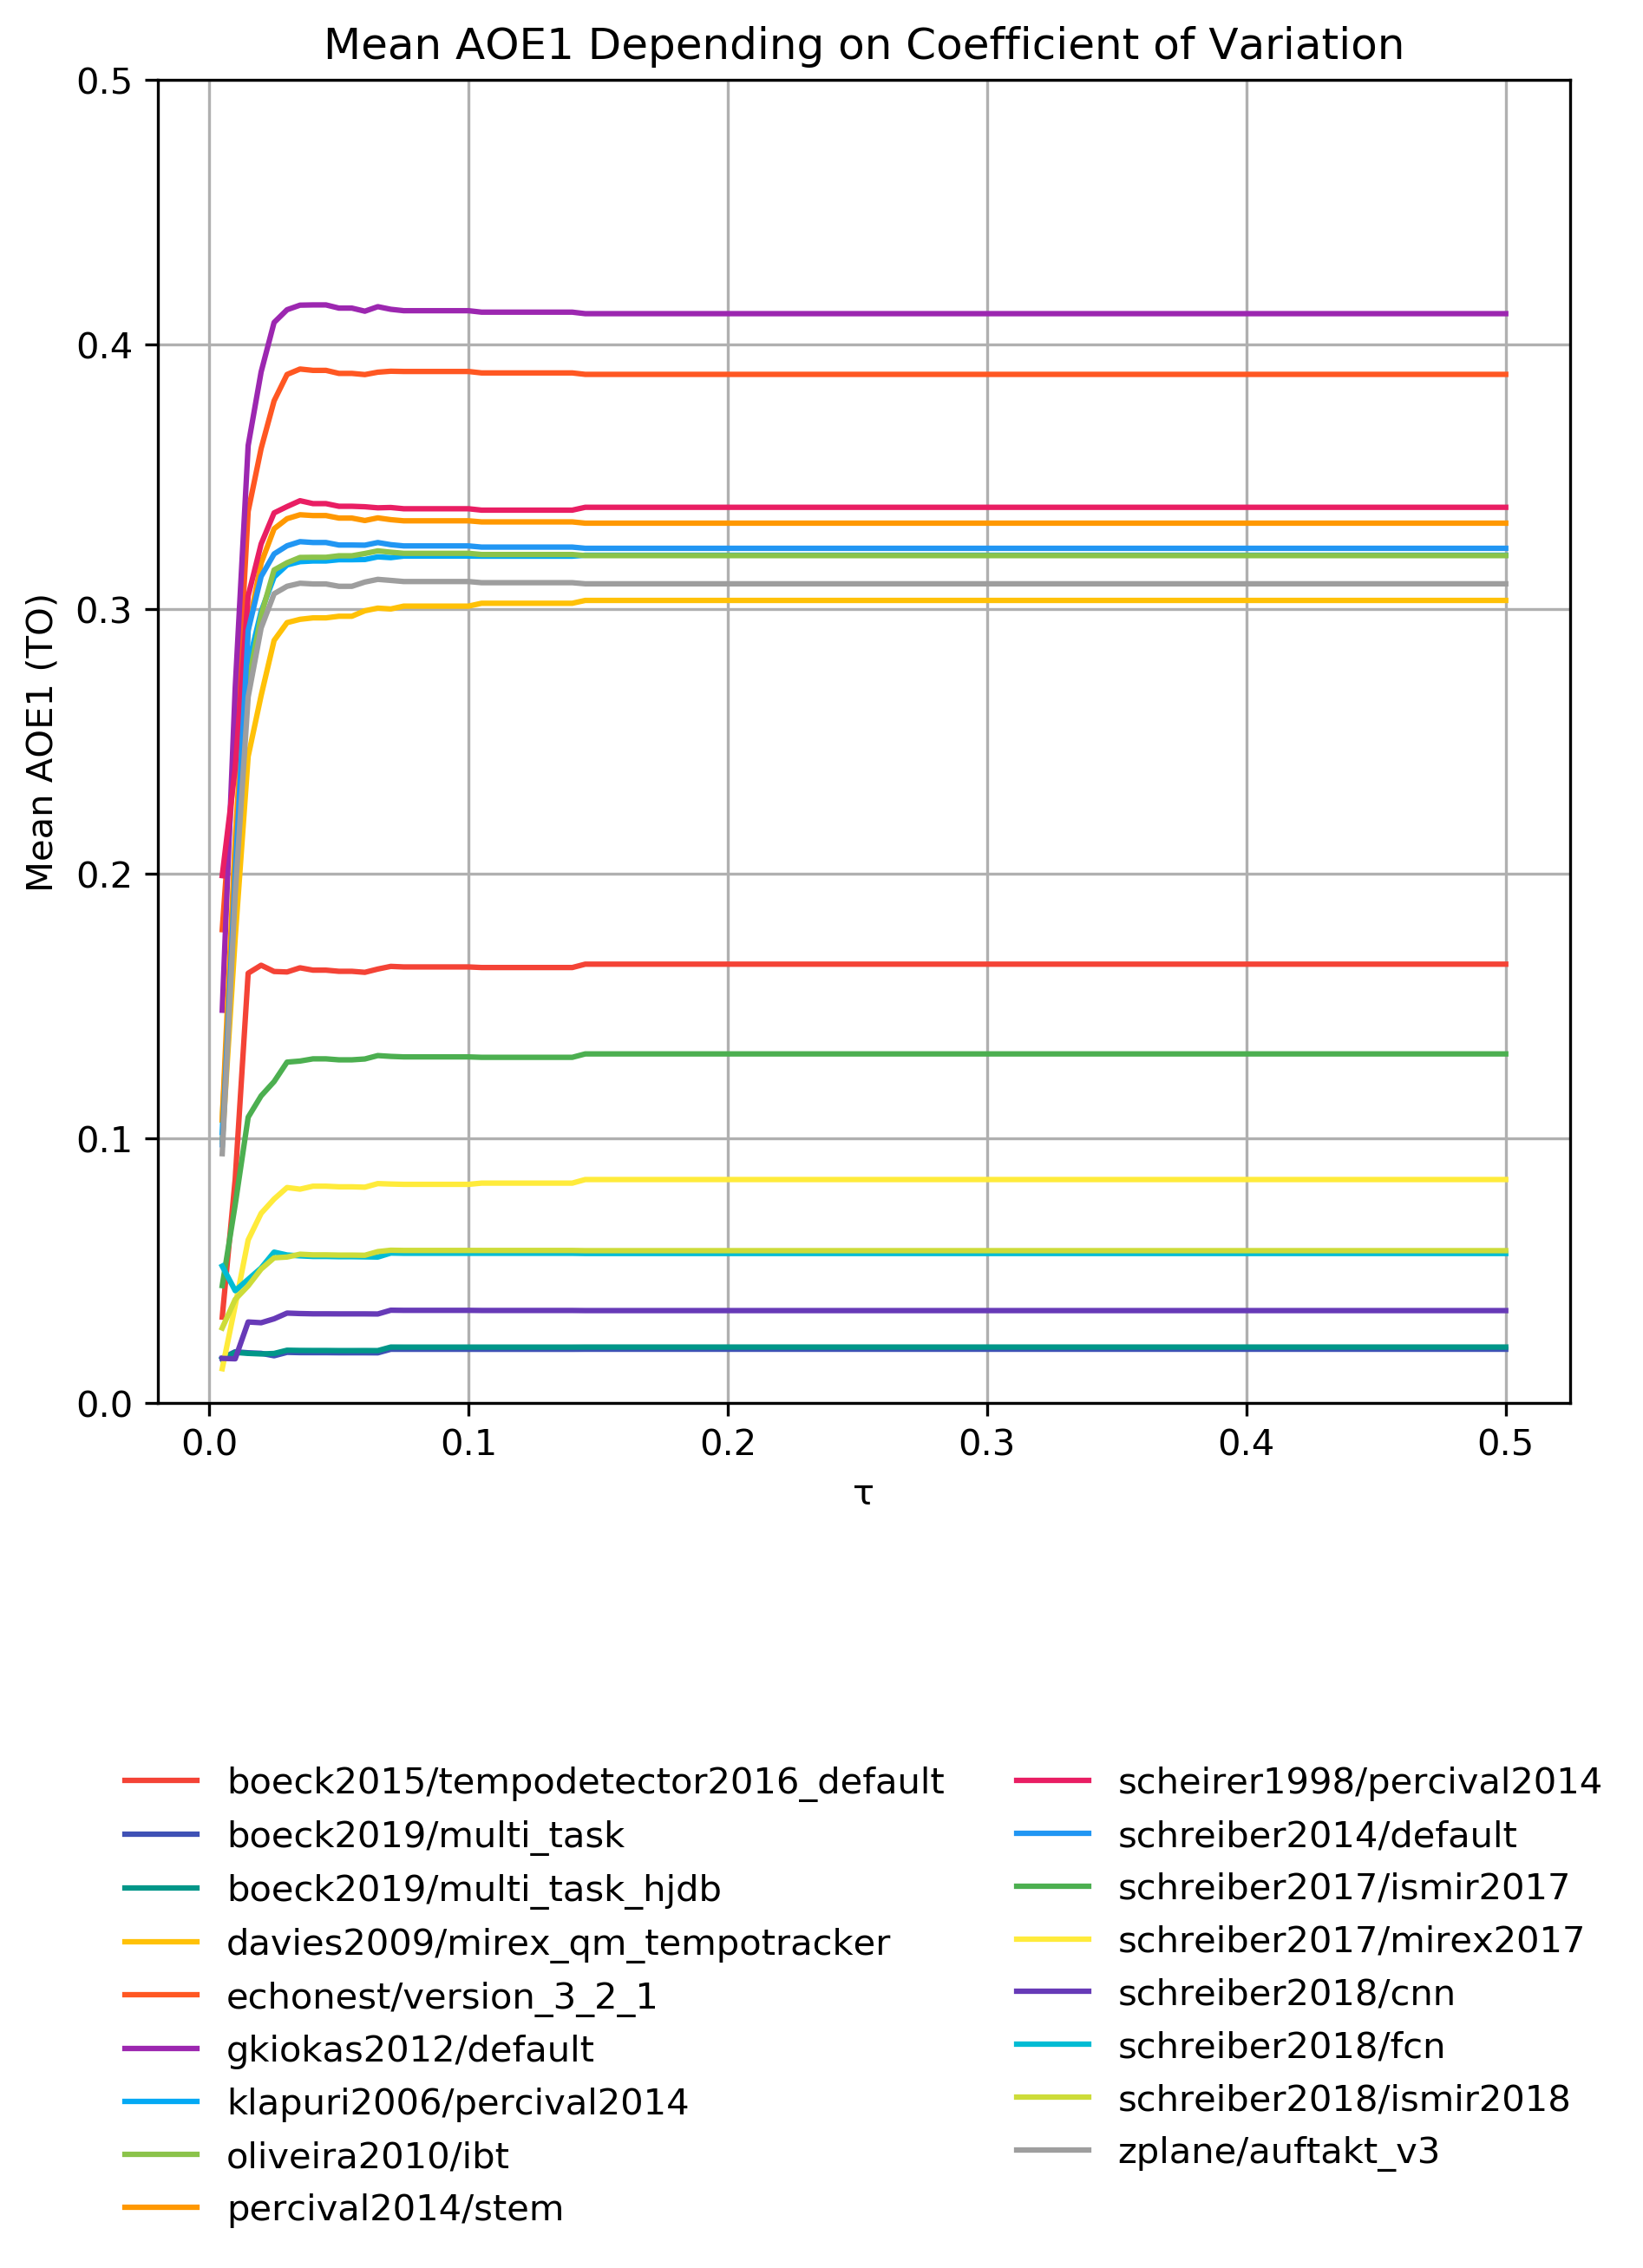 Mean AOE1 Depending on Coefficient of Variation
0.5
0.4
0.3
0.2
0.1
0.0
Mean AOE1 (TO)
0.0 0.1 0.2 0.3 0.4 0.5
τ
boeck2015/tempodetector2016_default
boeck2019/multi_task
boeck2019/multi_task_hjdb
davies2009/mirex_qm_tempotracker
echonest/version_3_2_1
gkiokas2012/default
klapuri2006/percival2014
oliveira2010/ibt
percival2014/stem
scheirer1998/percival2014
schreiber2014/default
schreiber2017/ismir2017
schreiber2017/mirex2017
schreiber2018/cnn
schreiber2018/fcn
schreiber2018/ismir2018
zplane/auftakt_v3